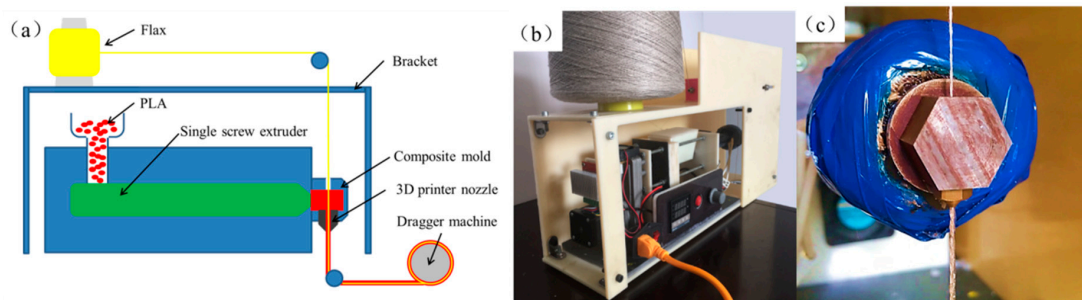 (a)
Flax
Bracket
PLA
Single screw extruder
Composite mold
3D printer nozzle
Dragger machine
(b)
(c)